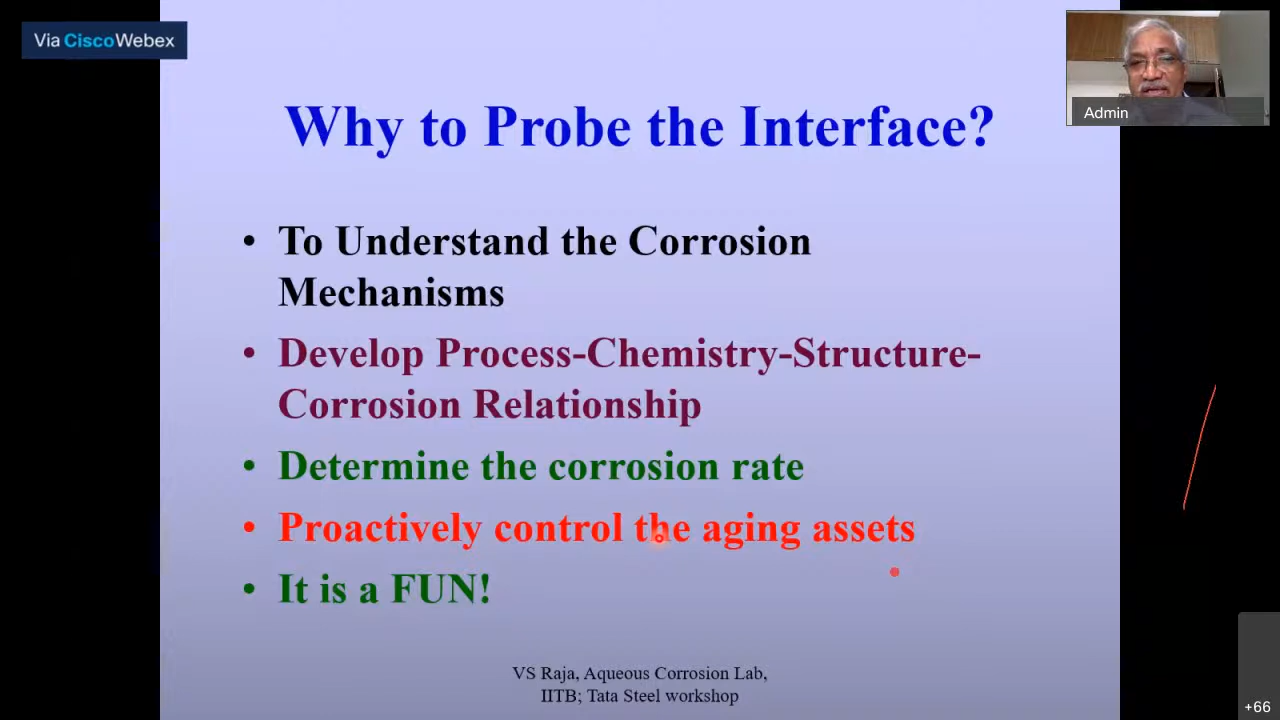 Via CiscoWebex
Admin
Why to Probe the Interface?
• To Understand the Corrosion
Mechanisms
• Develop Process-Chemistry-Structure-
Corrosion Relationship
• Determine the corrosion rate
• Proactively control the aging assets
• It is a FUN!
VS Raja, Aqueous Corrosion Lab,
IITB; Tata Steel workshop
+66